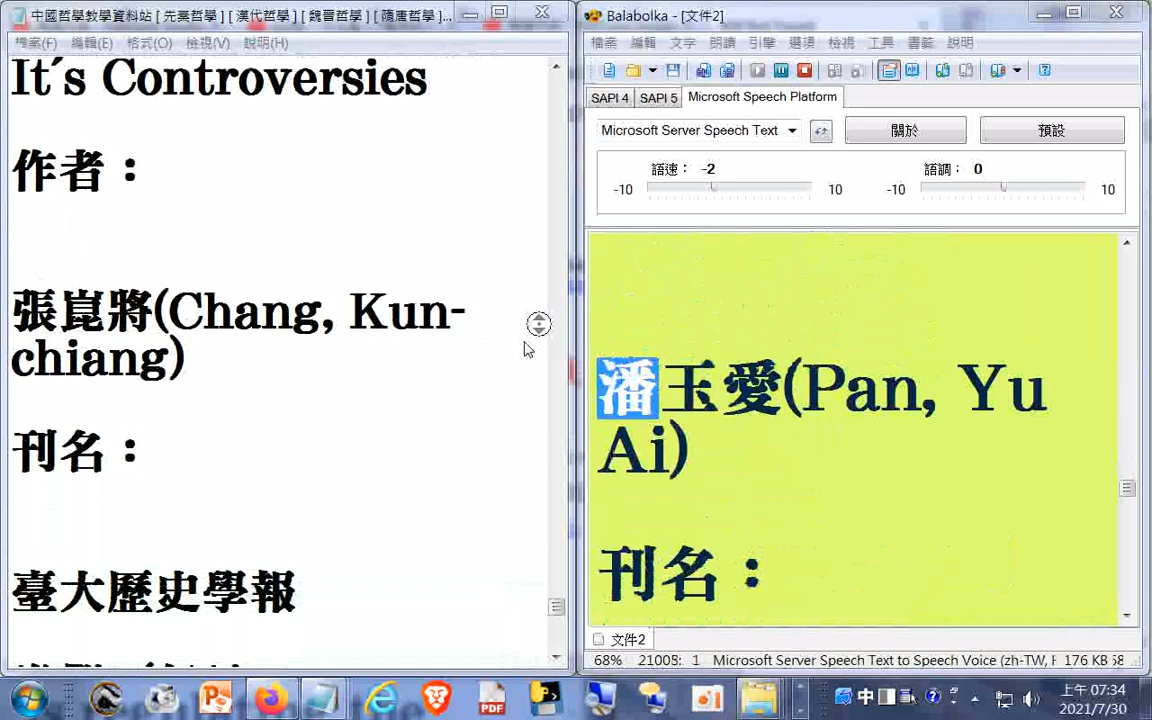 中國哲學教學資料站 [ 先秦哲學 ] [ 漢代哲學 ] [ 魏晉哲學 ] [ 隋唐哲學 ]...
檔案(F) 編輯(E) 格式(O) 檢視(V) 說明(H)
It´s Controversies
作者：
張崑將(Chang, Kun-
chiang)
刊名：
臺大歷史學報
Balabolka - [文件2]
檔案 編輯 文字 朗讀 引擎 選項 檢視 工具 書籤 說明
SAPI 4 SAPI 5 Microsoft Speech Platform
Microsoft Server Speech Text 關於 預設
語速： -2 語調： 0
-10 10 -10 10
潘玉愛(Pan, Yu
Ai)
刊名：
文件2
68% 21005: 1 Microsoft Server Speech Text to Speech Voice (zh-TW, 176 KB
中
上午 07:34
2021/7/30